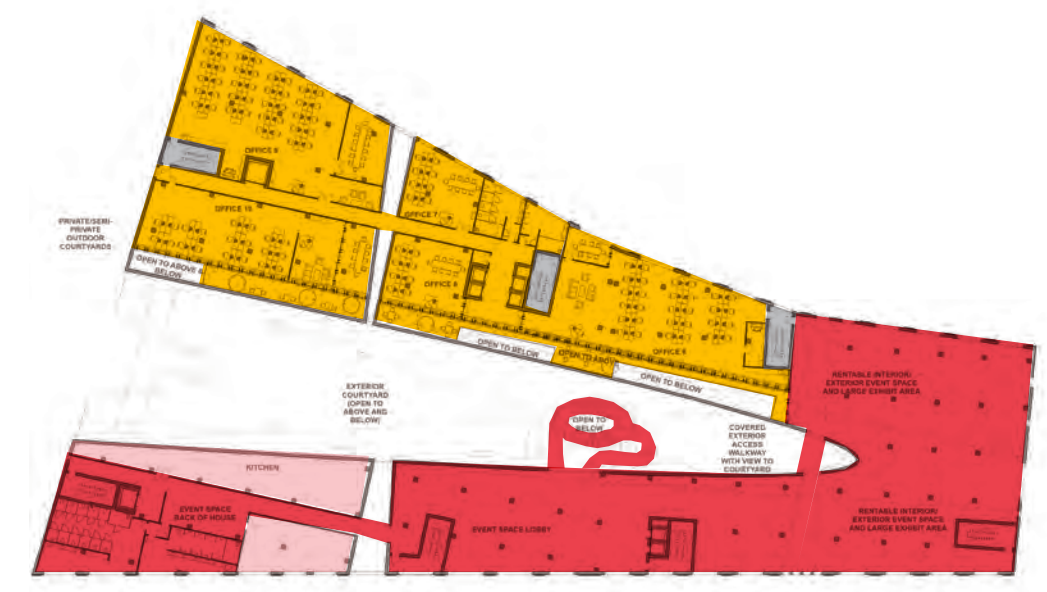 OFFICE 9
OFFICE 10
OFFICE 7
PRIVATE/SEMI-
PRIVATE
OUTDOOR
COURTYARDS
OPEN TO ABOVE &
BELOW
OFFICE 8
OPEN TO BELOW
OPEN TO ABOVE
OFFICE 6
OPEN TO BELOW
RENTABLE INTERIOR/
EXTERIOR EVENT SPACE
AND LARGE EXHIBIT AREA
EXTERIOR
COURTYARD
(OPEN TO
ABOVE AND
BELOW)
OPEN TO
BELOW
COVERED
EXTERIOR
ACCESS
WALKWAY
WITH VIEW TO
COURTYARD
KITCHEN
EVENT SPACE
BACK OF HOUSE
EVENT SPACE LOBBY
RENTABLE INTERIOR/
EXTERIOR EVENT SPACE
AND LARGE EXHIBIT AREA